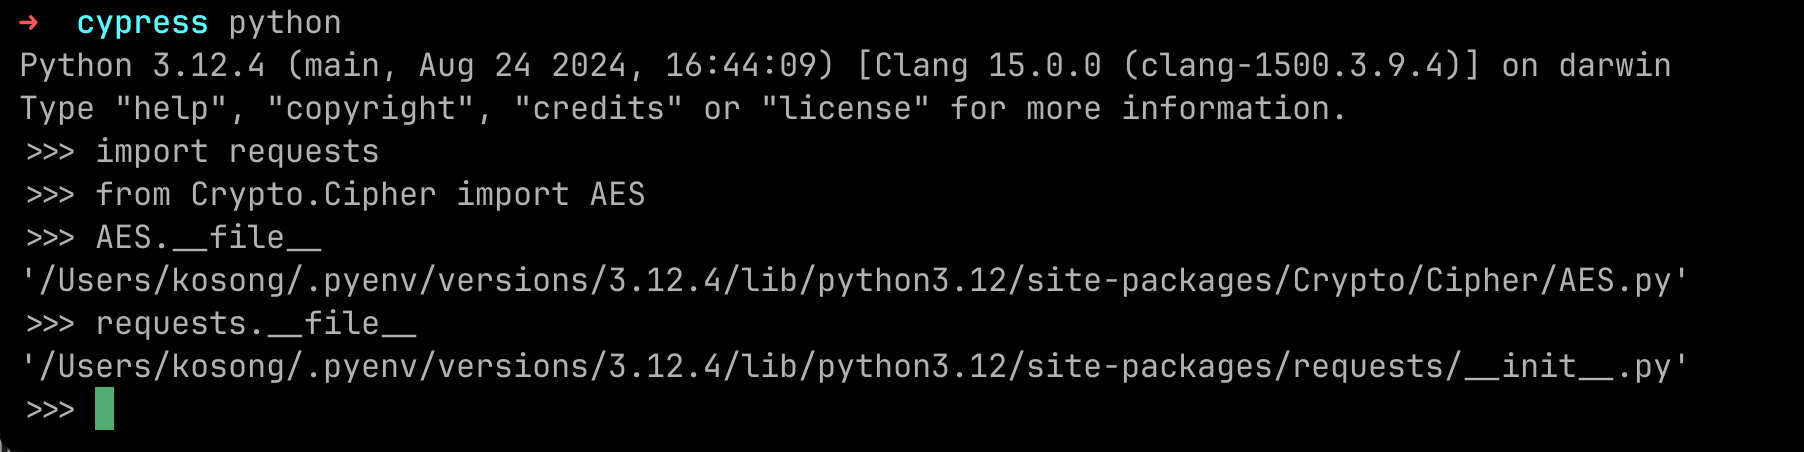 ➜  cypress python
Python 3.12.4 (main, Aug 24 2024, 16:44:09) [Clang 15.0.0 (clang-1500.3.9.4)] on darwin
Type "help", "copyright", "credits" or "license" for more information.
>>> import requests
>>> from Crypto.Cipher import AES
>>> AES.__file__
'/Users/kosong/.pyenv/versions/3.12.4/lib/python3.12/site-packages/Crypto/Cipher/AES.py'
>>> requests.__file__
'/Users/kosong/.pyenv/versions/3.12.4/lib/python3.12/site-packages/requests/__init__.py'
>>>